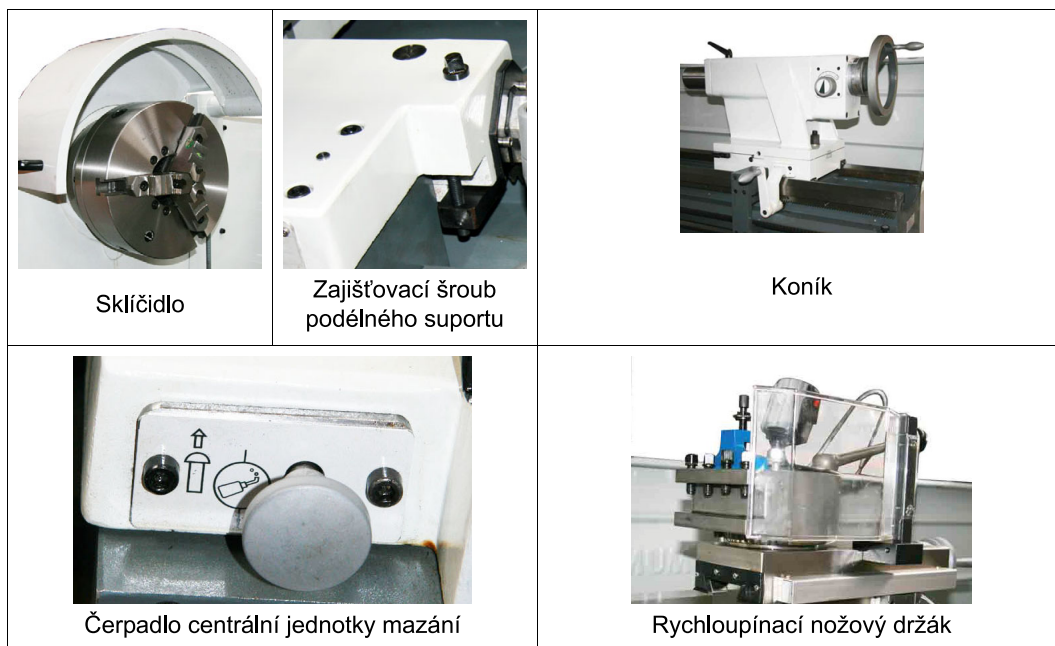 Sklíčidlo
Zajišťovací šroub
podélného suportu
Koník
Čerpadlo centrální jednotky mazání
Rychloupínací nožový držák